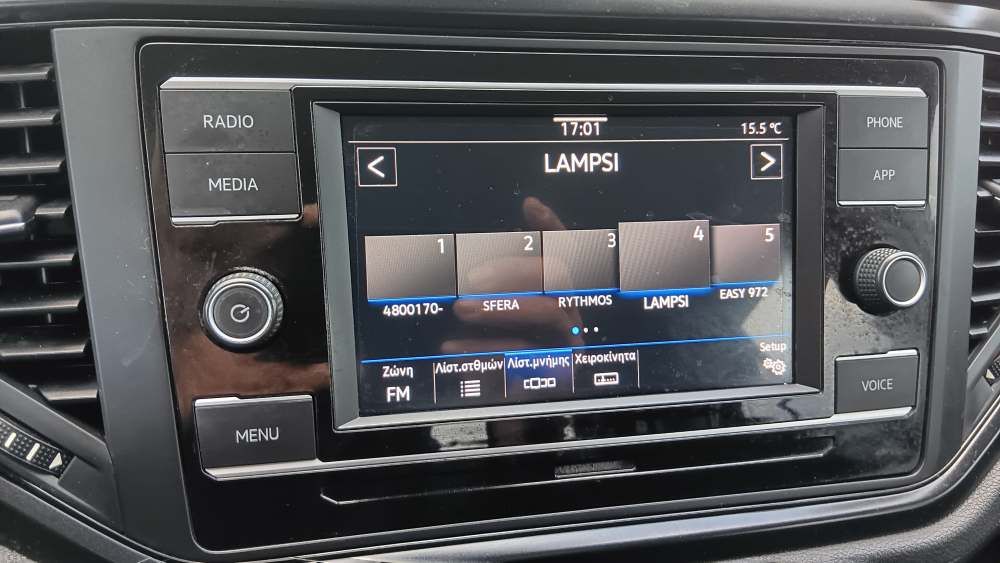 RADIO
MEDIA
MENU
17:01
15.5 °C
<
LAMPSI
>
1
2
3
4
5
4800170-
SFERA
RYTHMOS
LAMPSI
EASY 972
Ζώνη
FM
Λίστ.στθμών
Λίστ.μνήμης
Χειροκίνητα
Setup
PHONE
APP
VOICE